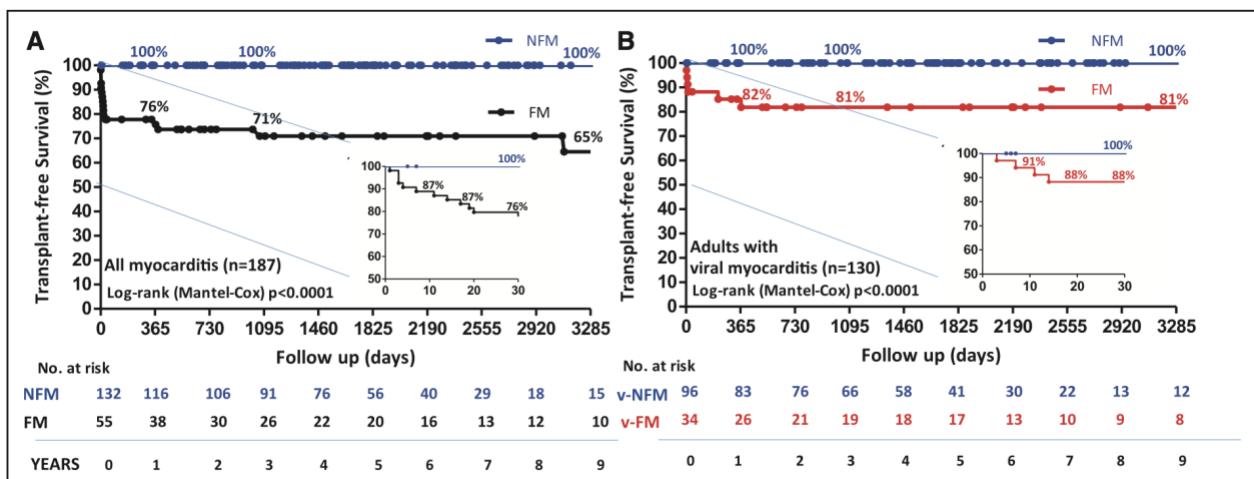 A
NFM
100%
100%
100%
FM
76%
71%
65%
Transplant-free Survival (%)
100
90
80
70
60
50
40
30
20
10
0
100
90
80
70
60
50
100%
87%
87%
76%
0 10 20 30
All myocarditis (n=187)
Log-rank (Mantel-Cox) p<0.0001
0 365 730 1095 1460 1825 2190 2555 2920 3285
Follow up (days)
No. at risk
NFM 132 116 106 91 76 56 40 29 18 15
FM 55 38 30 26 22 20 16 13 12 10
YEARS 0 1 2 3 4 5 6 7 8 9
B
NFM
100%
100%
100%
FM
82%
81%
81%
Transplant-free Survival (%)
100
90
80
70
60
50
40
30
20
10
0
100
90
80
70
60
50
100%
91%
88%
88%
0 10 20 30
Adults with
viral myocarditis (n=130)
Log-rank (Mantel-Cox) p<0.0001
0 365 730 1095 1460 1825 2190 2555 2920 3285
Follow up (days)
No. at risk
v-NFM 96 83 76 66 58 41 30 22 13 12
v-FM 34 26 21 19 18 17 13 10 9 8
0 1 2 3 4 5 6 7 8 9